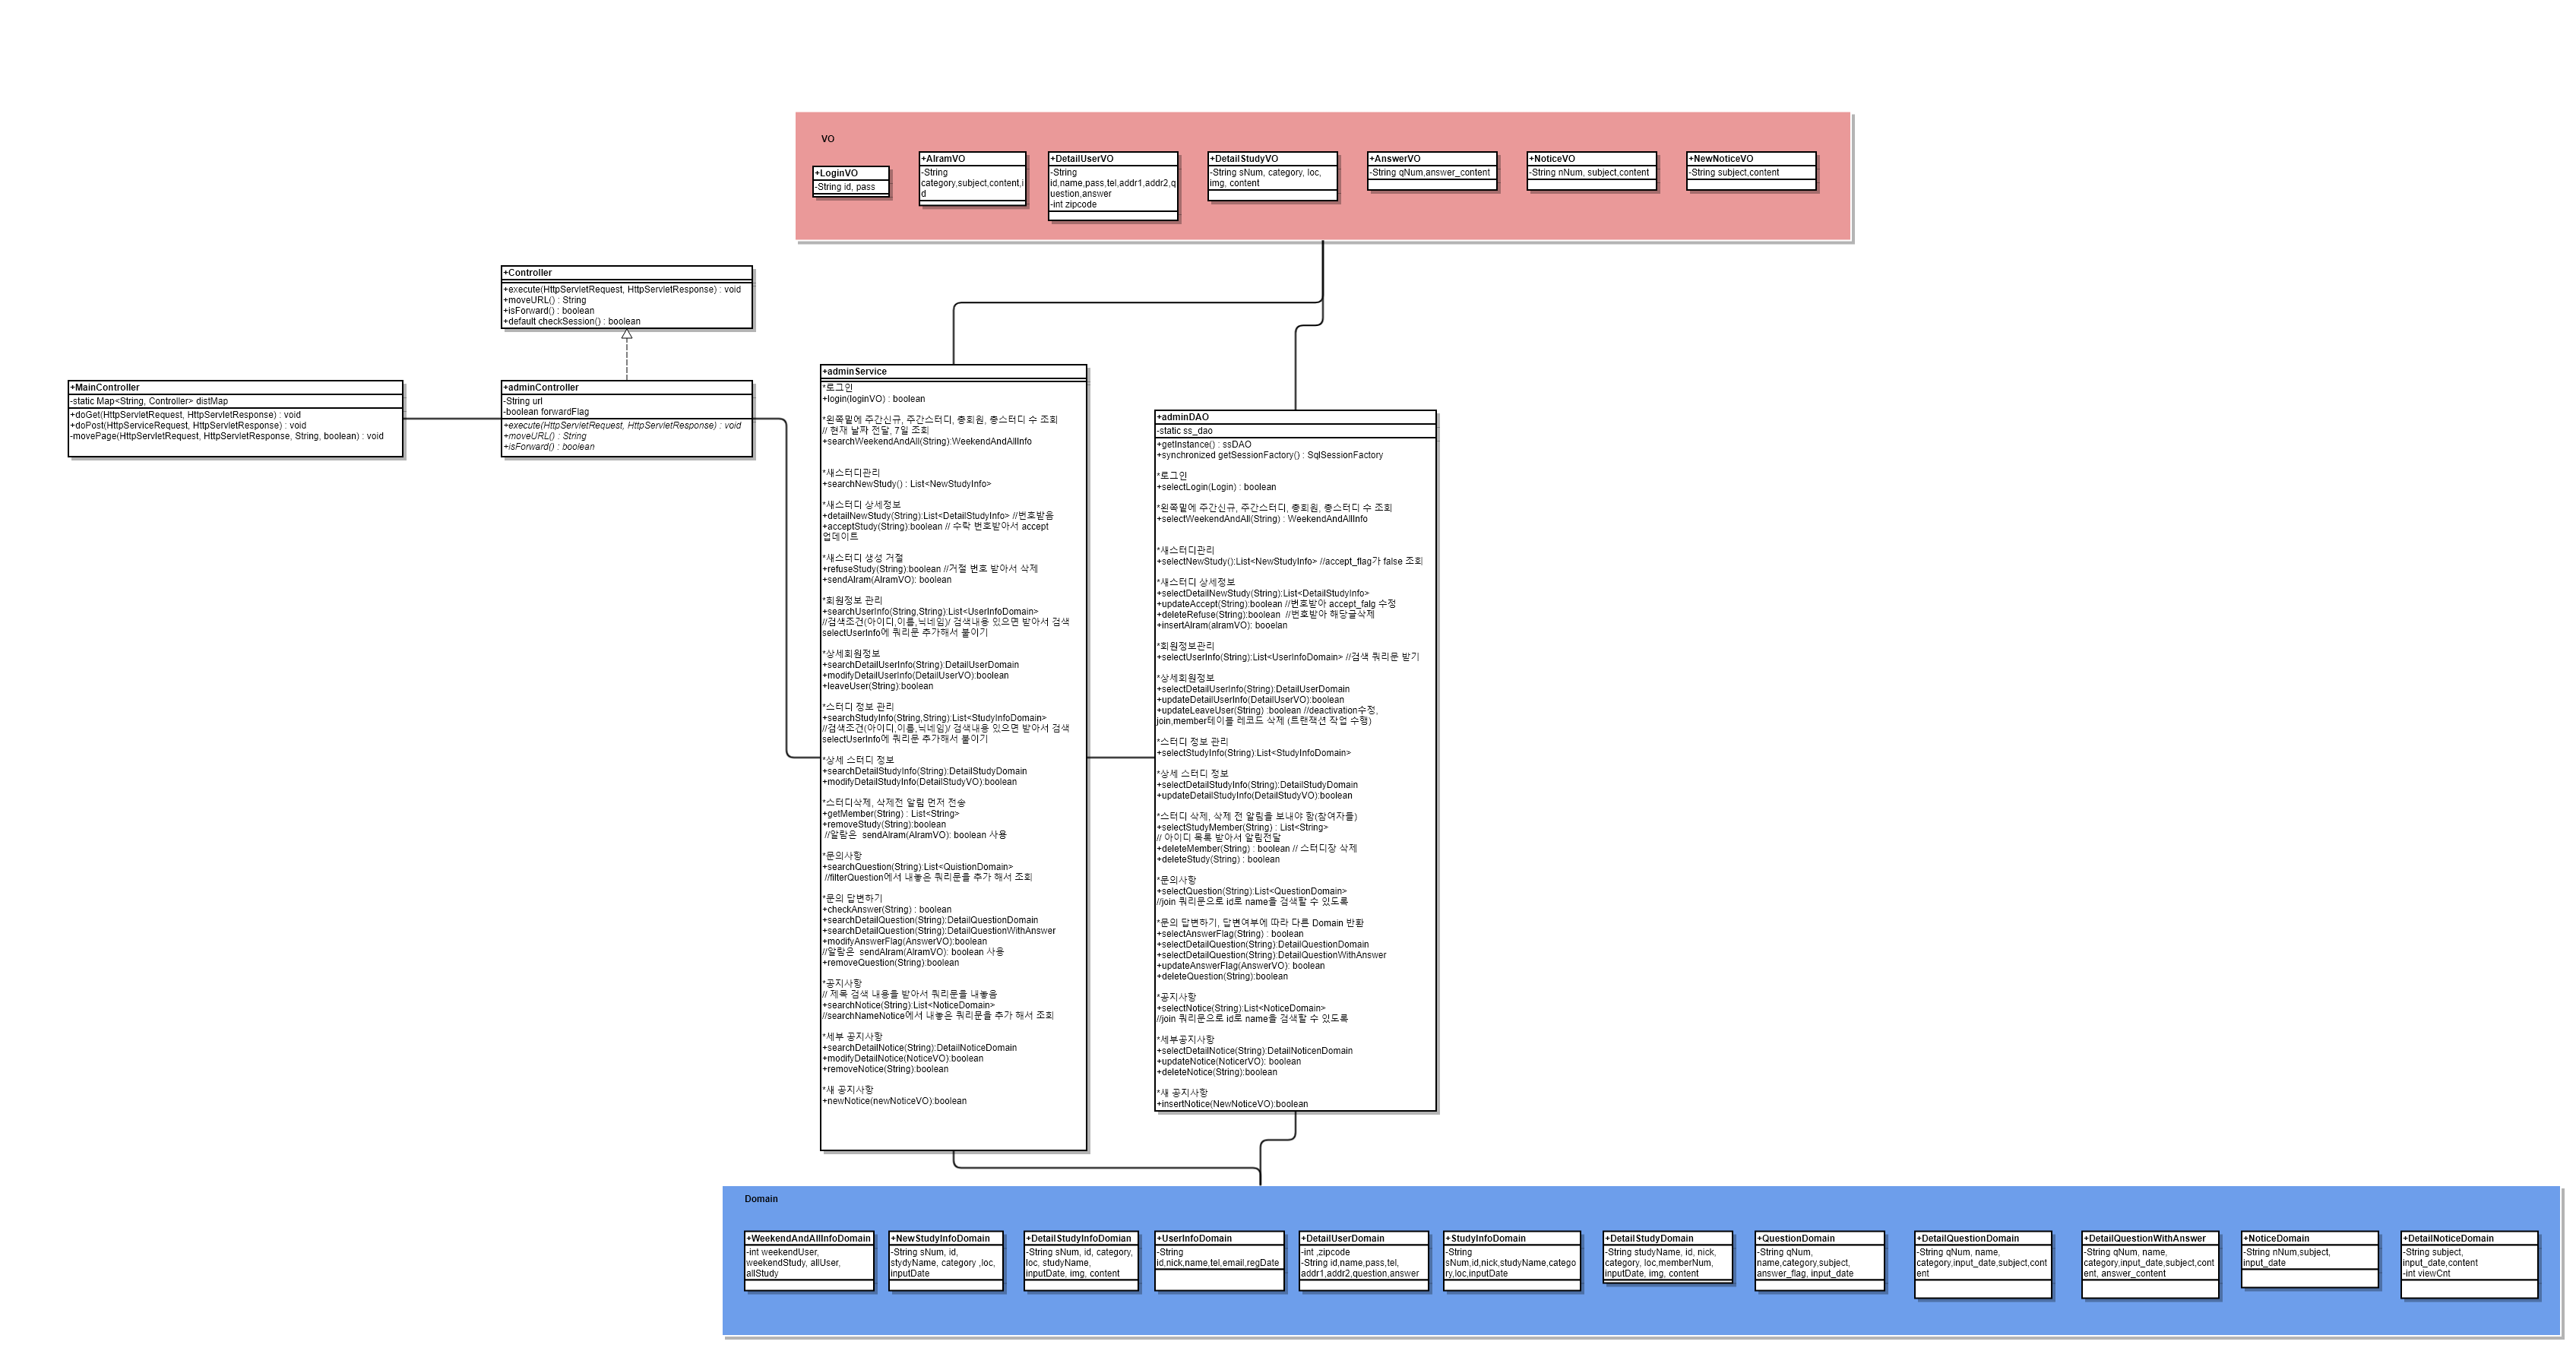 VO
+LoginVO
-String id, pass
+AlramVO
-String
category,subject,content,i
d
+DetailUserVO
-String
id,name,pass,tel,addr1,addr2,q
uestion,answer
-int zipcode
+DetailStudyVO
-String sNum, category, loc,
img, content
+AnswerVO
-String qNum,answer_content
+NoticeVO
-String nNum, subject,content
+NewNoticeVO
-String subject,content
+Controller
+execute(HttpServletRequest, HttpServletResponse) : void
+moveURL() : String
+isForward() : boolean
+default checkSession() : boolean
+MainController
-static Map<String, Controller> distMap
+doGet(HttpServletRequest, HttpServletResponse) : void
+doPost(HttpServiceRequest, HttpServletResponse) : void
-movePage(HttpServletRequest, HttpServletResponse, String, boolean) : void
+adminController
-String url
-boolean forwardFlag
+execute(HttpServletRequest, HttpServletResponse) : void
+moveURL() : String
+isForward() : boolean
+adminService
*로그인
+login(loginVO) : boolean
*왼쪽밑에 주간신규, 주간스터디, 총회원, 총스터디 수 조회
// 현재 날짜 전달, 7일 조회
+searchWeekendAndAll(String):WeekendAndAllInfo
*새스터디관리
+searchNewStudy() : List<NewStudyInfo>
*새스터디 상세정보
+detailNewStudy(String):List<DetailStudyInfo> //번호받음
+acceptStudy(String):boolean // 수락 번호받아서 accept
업데이트
*새스터디 생성 거절
+refuseStudy(String):boolean //거절 번호 받아서 삭제
+sendAlram(AlramVO): boolean
*회원정보 관리
+searchUserInfo(String,String):List<UserInfoDomain>
//검색조건(아이디,이름,닉네임)/ 검색내용 있으면 받아서 검색
selectUserInfo에 쿼리문 추가해서 붙이기
*상세회원정보
+searchDetailUserInfo(String):DetailUserDomain
+modifyDetailUserInfo(DetailUserVO):boolean
+leaveUser(String):boolean
*스터디 정보 관리
+searchStudyInfo(String,String):List<StudyInfoDomain>
//검색조건(아이디,이름,닉네임)/ 검색내용 있으면 받아서 검색
selectUserInfo에 쿼리문 추가해서 붙이기
*상세 스터디 정보
+searchDetailStudyInfo(String):DetailStudyDomain
+modifyDetailStudyInfo(DetailStudyVO):boolean
*스터디삭제, 삭제전 알림 먼저 전송
+getMember(String) : List<String>
+removeStudy(String):boolean
//알람은  sendAlram(AlramVO): boolean 사용
*문의사항
+searchQuestion(String):List<QuistionDomain>
//filterQuestion에서 내놓은 쿼리문을 추가 해서 조회
*문의 답변하기
+checkAnswer(String) : boolean
+searchDetailQuestion(String):DetailQuestionDomain
+searchDetailQuestion(String):DetailQuestionWithAnswer
+modifyAnswerFlag(AnswerVO):boolean
//알람은  sendAlram(AlramVO): boolean 사용
+removeQuestion(String):boolean
*공지사항
// 제목 검색 내용을 받아서 쿼리문을 내놓음
+searchNotice(String):List<NoticeDomain>
//searchNameNotice에서 내놓은 쿼리문을 추가 해서 조회
*세부 공지사항
+searchDetailNotice(String):DetailNoticeDomain
+modifyDetailNotice(NoticeVO):boolean
+removeNotice(String):boolean
*새 공지사항
+newNotice(newNoticeVO):boolean
+adminDAO
-static ss_dao
+getInstance() : ssDAO
+synchronized getSessionFactory() : SqlSessionFactory
*로그인
+selectLogin(Login) : boolean
*왼쪽밑에 주간신규, 주간스터디, 총회원, 총스터디 수 조회
+selectWeekendAndAll(String) : WeekendAndAllInfo
*새스터디관리
+selectNewStudy():List<NewStudyInfo> //accept_flag가 false 조회
*새스터디 상세정보
+selectDetailNewStudy(String):List<DetailStudyInfo>
+updateAccept(String):boolean //번호받아 accept_falg 수정
+deleteRefuse(String):boolean  //번호받아 해당글삭제
+insertAlram(alramVO): booelan
*회원정보관리
+selectUserInfo(String):List<UserInfoDomain> //검색 쿼리문 받기
*상세회원정보
+selectDetailUserInfo(String):DetailUserDomain
+updateDetailUserInfo(DetailUserVO):boolean
+updateLeaveUser(String) :boolean //deactivation수정,
join,member테이블 레코드 삭제 (트랜잭션 작업 수행)
*스터디 정보 관리
+selectStudyInfo(String):List<StudyInfoDomain>
*상세 스터디 정보
+selectDetailStudyInfo(String):DetailStudyDomain
+updateDetailStudyInfo(DetailStudyVO):boolean
*스터디 삭제, 삭제 전 알림을 보내야 함(참여자들)
+selectStudyMember(String) : List<String>
// 아이디 목록 받아서 알림전달
+deleteMember(String) : boolean // 스터디장 삭제
+deleteStudy(String) : boolean
*문의사항
+selectQuestion(String):List<QuestionDomain>
//join 쿼리문으로 id로 name을 검색할 수 있도록
*문의 답변하기, 답변여부에 따라 다른 Domain 반환
+selectAnswerFlag(String) : boolean
+selectDetailQuestion(String):DetailQuestionDomain
+selectDetailQuestion(String):DetailQuestionWithAnswer
+updateAnswerFlag(AnswerVO): boolean
+deleteQuestion(String):boolean
*공지사항
+selectNotice(String):List<NoticeDomain>
//join 쿼리문으로 id로 name을 검색할 수 있도록
*세부공지사항
+selectDetailNotice(String):DetailNoticenDomain
+updateNotice(NoticerVO): boolean
+deleteNotice(String):boolean
*새 공지사항
+insertNotice(NewNoticeVO):boolean
Domain
+WeekendAndAllInfoDomain
-int weekendUser,
weekendStudy, allUser,
allStudy
+NewStudyInfoDomain
-String sNum, id,
stydyName, category ,loc,
inputDate
+DetailStudyInfoDomian
-String sNum, id, category,
loc, studyName,
inputDate, img, content
+UserInfoDomain
-String
id,nick,name,tel,email,regDate
+DetailUserDomain
-int ,zipcode
-String id,name,pass,tel,
addr1,addr2,question,answer
+StudyInfoDomain
-String
sNum,id,nick,studyName,catego
ry,loc,inputDate
+DetailStudyDomain
-String studyName, id, nick,
category, loc,memberNum,
inputDate, img, content
+QuestionDomain
-String qNum,
name,category,subject,
answer_flag, input_date
+DetailQuestionDomain
-String qNum, name,
category,input_date,subject,cont
ent
+DetailQuestionWithAnswer
-String qNum, name,
category,input_date,subject,cont
ent, answer_content
+NoticeDomain
-String nNum,subject,
input_date
+DetailNoticeDomain
-String subject,
input_date,content
-int viewCnt